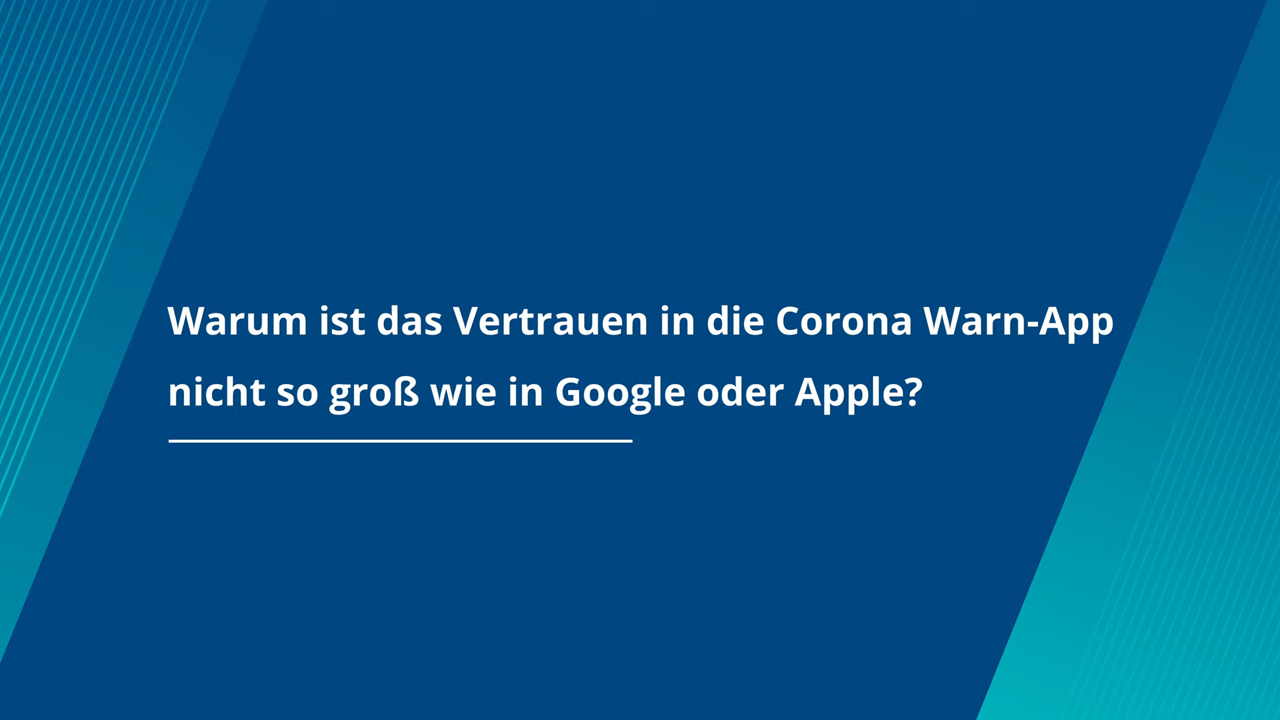 Warum ist das Vertrauen in die Corona Warn-App
nicht so groß wie in Google oder Apple?